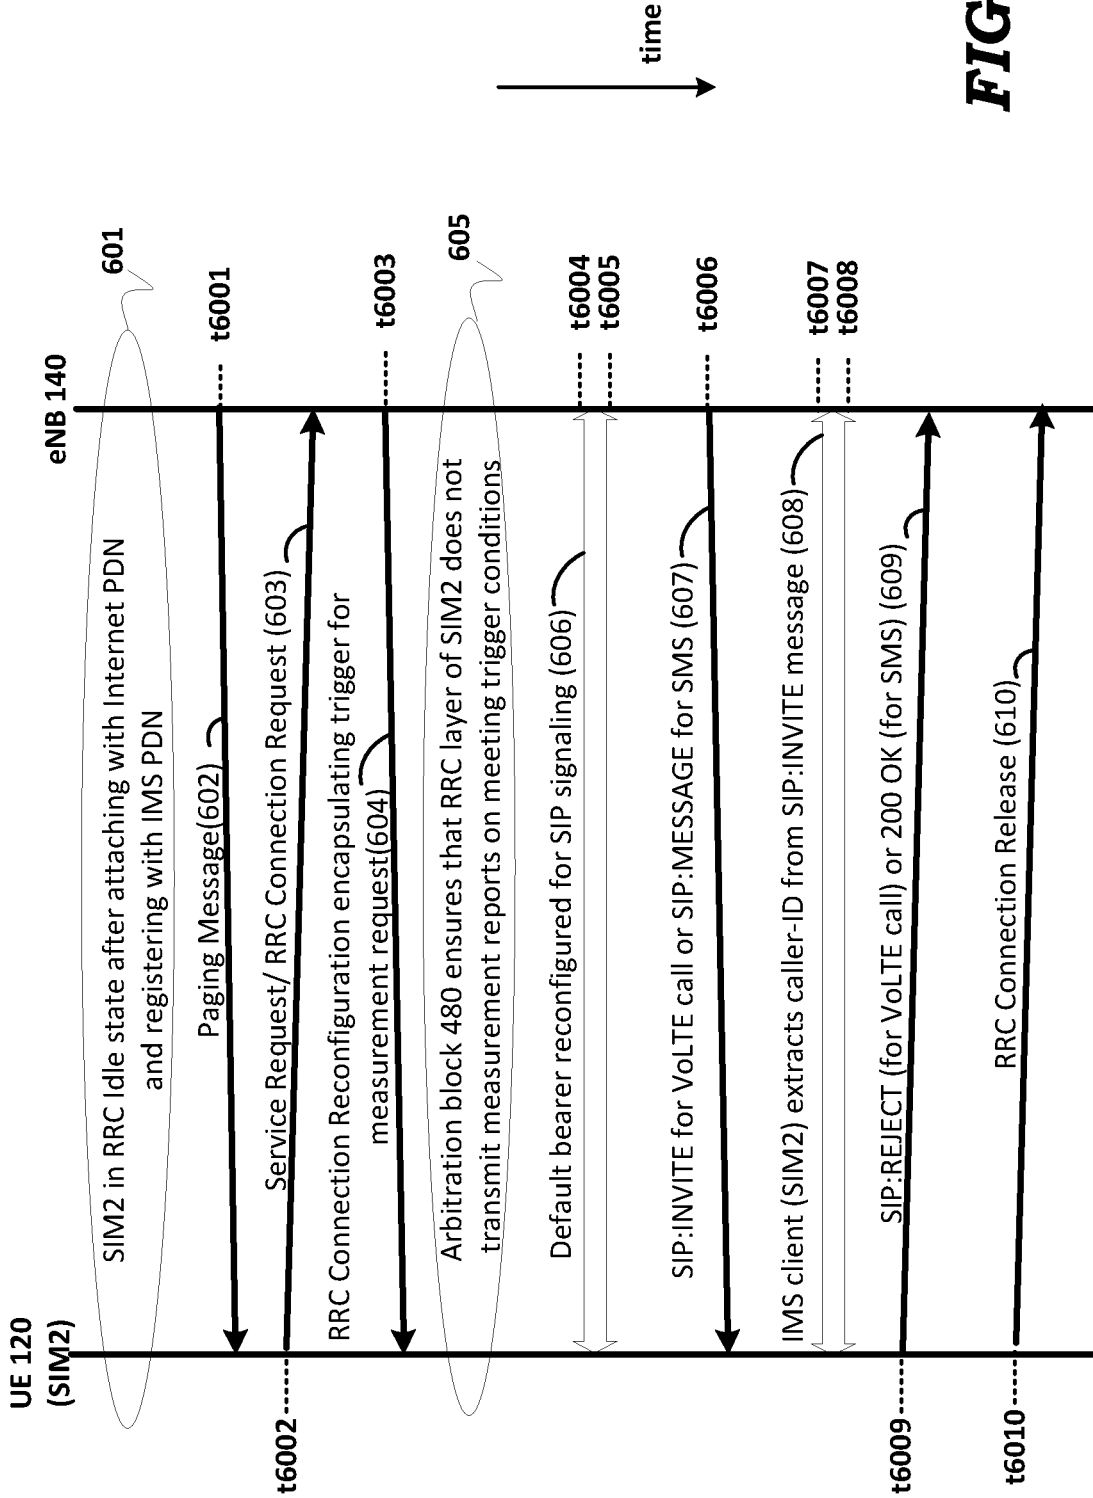 UE 120
(SIM2)
eNB 140
SIM2 in RRC Idle state after attaching with Internet PDN
and registering with IMS PDN
601
Paging Message(602)
t6001
t6002
Service Request/ RRC Connection Request (603)
RRC Connection Reconfiguration encapsulating trigger for
measurement request(604)
t6003
Arbitration block 480 ensures that RRC layer of SIM2 does not
transmit measurement reports on meeting trigger conditions
605
Default bearer reconfigured for SIP signaling (606)
t6004
t6005
SIP:INVITE for VoLTE call or SIP:MESSAGE for SMS (607)
t6006
IMS client (SIM2) extracts caller-ID from SIP:INVITE message (608)
t6007
t6008
SIP:REJECT (for VoLTE call) or 200 OK (for SMS) (609)
t6009
RRC Connection Release (610)
t6010
time
FIG